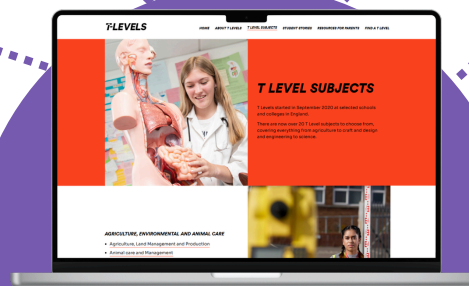 T-LEVELS
HOME ABOUT T LEVELS T LEVEL SUBJECTS STUDENT STORIES RESOURCES FOR PARENTS FIND A T LEVEL
T LEVEL SUBJECTS
T Levels started in September 2020 at selected schools
and colleges in England.
There are now over 20 T Level subjects to choose from,
covering everything from agriculture to craft and design
and engineering to science.
AGRICULTURE, ENVIRONMENTAL AND ANIMAL CARE
• Agriculture, Land Management and Production
• Animal care and Management